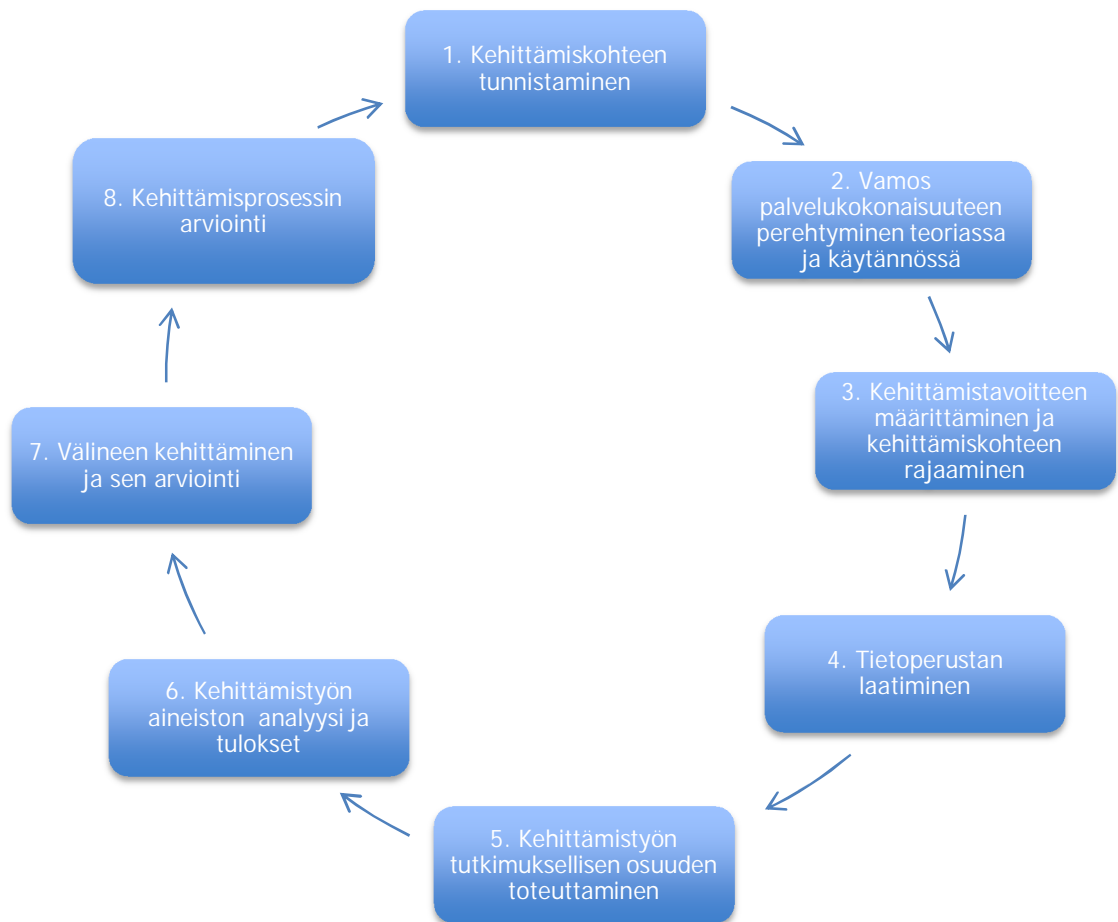 1. Kehittämiskohteen
tunnistaminen
2. Vamos
palvelukokonaisuuteen
perehtyminen teoriassa
ja käytännössä
3. Kehittämistavoitteen
määrittäminen ja
kehittämiskohteen
rajaaminen
4. Tietoperustan
laatiminen
5. Kehittämistyön
tutkimuksellisen osuuden
toteuttaminen
6. Kehittämistyön
aineiston analyysi ja
tulokset
7. Välineen kehittäminen
ja sen arviointi
8. Kehittämisprosessin
arviointi